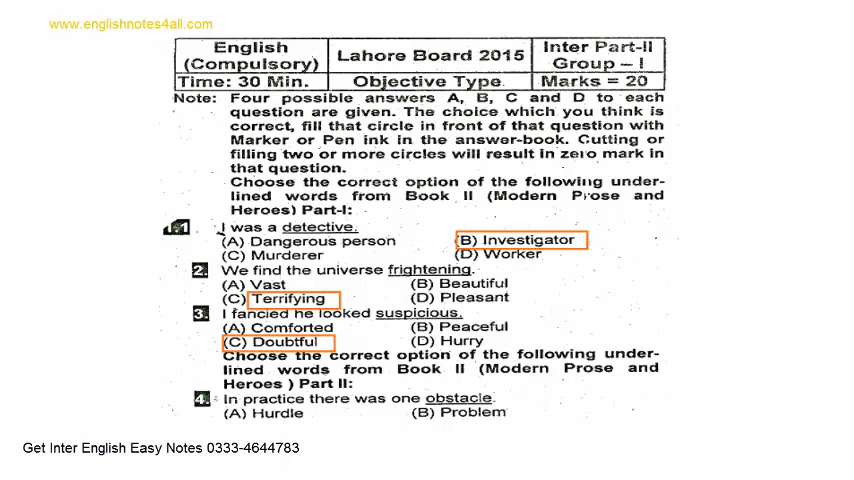 www.englishnotes4all.com
English (Compulsory) Lahore Board 2015 Inter Part-II Group – I
Time: 30 Min. Objective Type Marks = 20
Note: Four possible answers A, B, C and D to each
question are given. The choice which you think is
correct, fill that circle in front of that question with
Marker or Pen ink in the answer-book. Cutting or
filling two or more circles will result in zero mark in
that question.
Choose the correct option of the following under-
lined words from Book II (Modern Prose and
Heroes) Part-I:
1. I was a detective.
(A) Dangerous person (B) Investigator
(C) Murderer (D) Worker
2. We find the universe frightening.
(A) Vast (B) Beautiful
(C) Terrifying (D) Pleasant
3. I fancied he looked suspicious.
(A) Comforted (B) Peaceful
(C) Doubtful (D) Hurry
Choose the correct option of the following under-
lined words from Book II (Modern Prose and
Heroes ) Part II:
4. In practice there was one obstacle.
(A) Hurdle (B) Problem
Get Inter English Easy Notes 0333-4644783